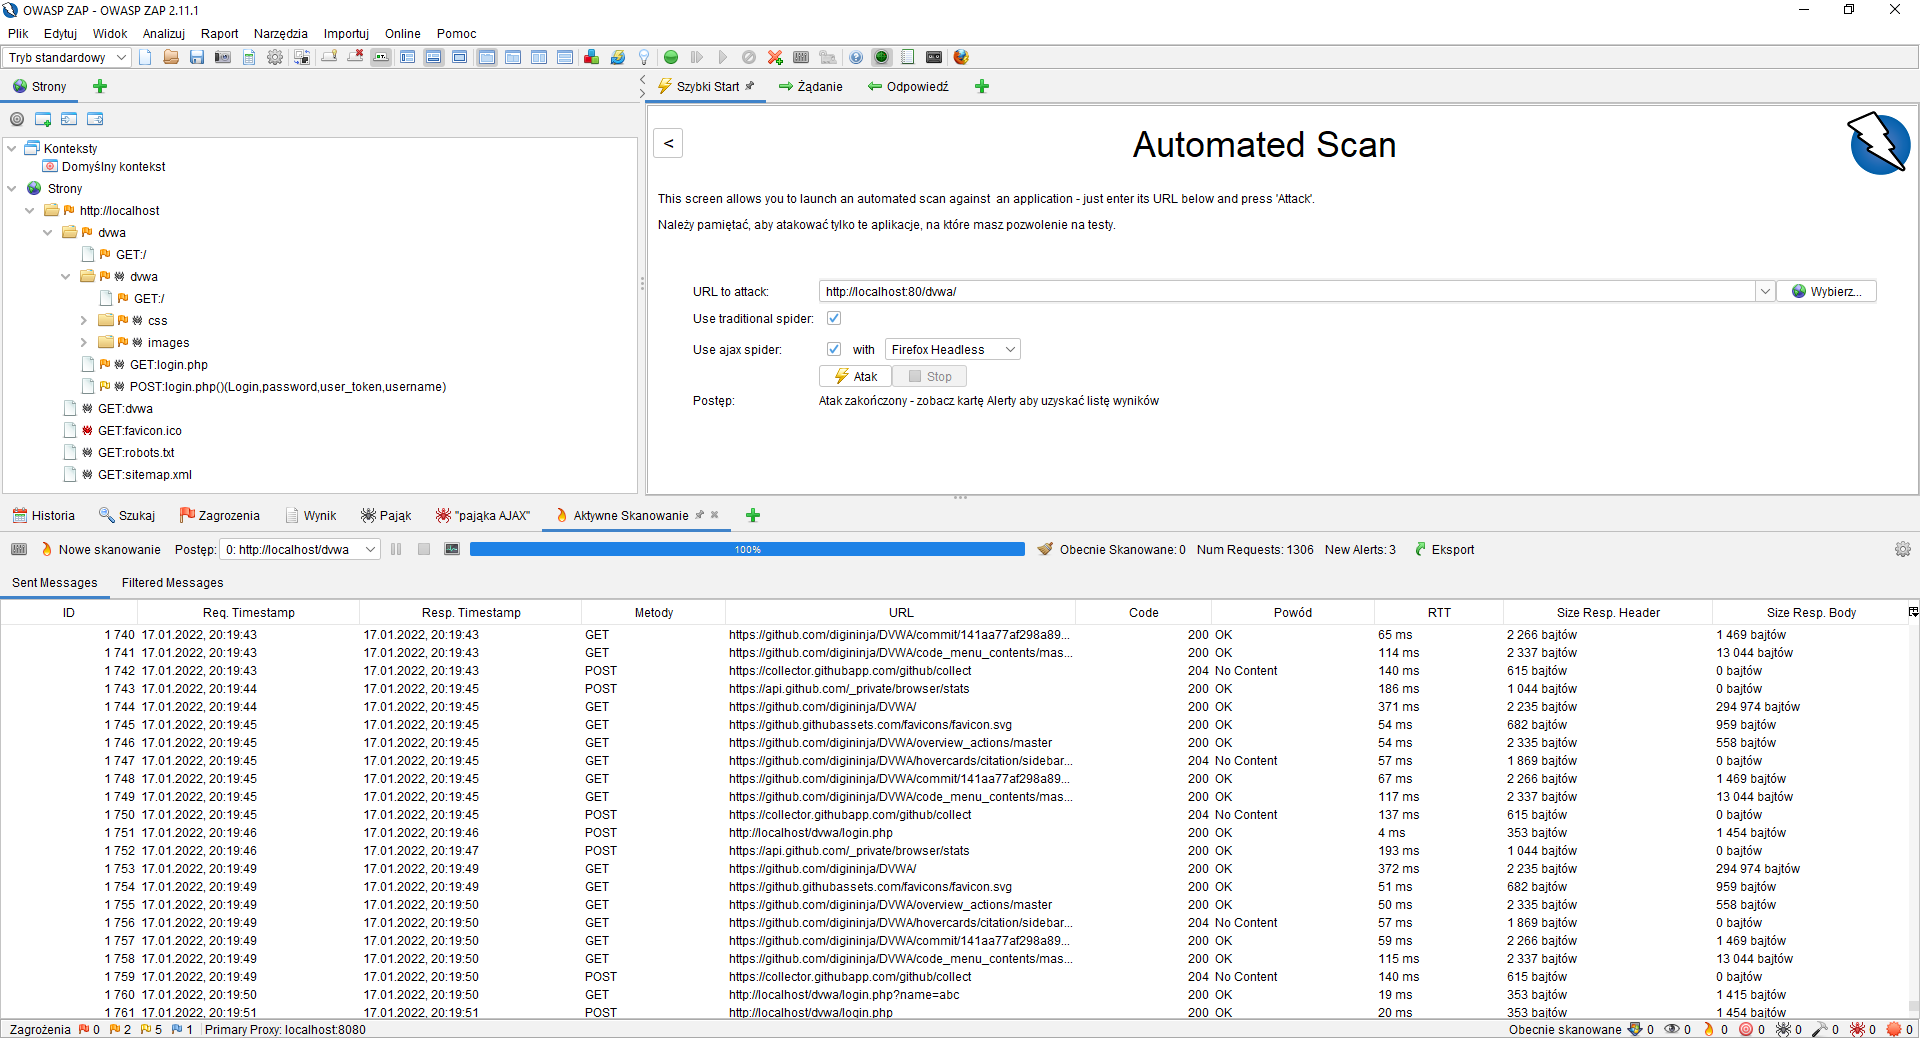 OWASP ZAP - OWASP ZAP 2.11.1
Plik Edytuj Widok Analizuj Raport Narzędzia Importuj Online Pomoc
Tryb standardowy
Strony
Szybki Start Żądanie Odpowiedź
<
Automated Scan
This screen allows you to launch an automated scan against an application - just enter its URL below and press 'Attack'.
Należy pamiętać, aby atakować tylko te aplikacje, na które masz pozwolenie na testy.
URL to attack: http://localhost:80/dvwa/ Wybierz...
Use traditional spider:
Use ajax spider: with Firefox Headless
Atak Stop
Postęp: Atak zakończony - zobacz kartę Alerty aby uzyskać listę wyników
Konteksty
Domyślny kontekst
Strony
http://localhost
dvwa
GET:/
dvwa
GET:/
css
images
GET:login.php
POST:login.php()(Login,password,user_token,username)
GET:dvwa
GET:favicon.ico
GET:robots.txt
GET:sitemap.xml
Historia Szukaj Zagrozenia Wynik Pająk "pająka AJAX" Aktywne Skanowanie
Nowe skanowanie Postęp: 0: http://localhost/dvwa 100% Obecnie Skanowane: 0 Num Requests: 1306 New Alerts: 3 Eksport
Sent Messages Filtered Messages
ID Req. Timestamp Resp. Timestamp Metody URL Code Powód RTT Size Resp. Header Size Resp. Body
1 740 17.01.2022, 20:19:43 17.01.2022, 20:19:43 GET https://github.com/digininja/DVWA/commit/141aa77af298a89... 200 OK 65 ms 2 266 bajtów 1 469 bajtów
1 741 17.01.2022, 20:19:43 17.01.2022, 20:19:43 GET https://github.com/digininja/DVWA/code_menu_contents/mas... 200 OK 114 ms 2 337 bajtów 13 044 bajtów
1 742 17.01.2022, 20:19:43 17.01.2022, 20:19:43 POST https://collector.githubapp.com/github/collect 204 No Content 140 ms 615 bajtów 0 bajtów
1 743 17.01.2022, 20:19:44 17.01.2022, 20:19:45 POST https://api.github.com/_private/browser/stats 200 OK 186 ms 1 044 bajtów 0 bajtów
1 744 17.01.2022, 20:19:44 17.01.2022, 20:19:45 GET https://github.com/digininja/DVWA/ 200 OK 371 ms 2 235 bajtów 294 974 bajtów
1 745 17.01.2022, 20:19:45 17.01.2022, 20:19:45 GET https://github.githubassets.com/favicons/favicon.svg 200 OK 54 ms 682 bajtów 959 bajtów
1 746 17.01.2022, 20:19:45 17.01.2022, 20:19:45 GET https://github.com/digininja/DVWA/overview_actions/master 200 OK 54 ms 2 335 bajtów 558 bajtów
1 747 17.01.2022, 20:19:45 17.01.2022, 20:19:45 GET https://github.com/digininja/DVWA/hovercards/citation/sidebar... 204 No Content 57 ms 1 869 bajtów 0 bajtów
1 748 17.01.2022, 20:19:45 17.01.2022, 20:19:45 GET https://github.com/digininja/DVWA/commit/141aa77af298a89... 200 OK 67 ms 2 266 bajtów 1 469 bajtów
1 749 17.01.2022, 20:19:45 17.01.2022, 20:19:45 GET https://github.com/digininja/DVWA/code_menu_contents/mas... 200 OK 117 ms 2 337 bajtów 13 044 bajtów
1 750 17.01.2022, 20:19:45 17.01.2022, 20:19:45 POST https://collector.githubapp.com/github/collect 204 No Content 137 ms 615 bajtów 0 bajtów
1 751 17.01.2022, 20:19:46 17.01.2022, 20:19:46 POST http://localhost/dvwa/login.php 200 OK 4 ms 353 bajtów 1 454 bajtów
1 752 17.01.2022, 20:19:46 17.01.2022, 20:19:47 POST https://api.github.com/_private/browser/stats 200 OK 193 ms 1 044 bajtów 0 bajtów
1 753 17.01.2022, 20:19:49 17.01.2022, 20:19:49 GET https://github.com/digininja/DVWA/ 200 OK 372 ms 2 235 bajtów 294 974 bajtów
1 754 17.01.2022, 20:19:49 17.01.2022, 20:19:49 GET https://github.githubassets.com/favicons/favicon.svg 200 OK 51 ms 682 bajtów 959 bajtów
1 755 17.01.2022, 20:19:49 17.01.2022, 20:19:50 GET https://github.com/digininja/DVWA/overview_actions/master 200 OK 50 ms 2 335 bajtów 558 bajtów
1 756 17.01.2022, 20:19:49 17.01.2022, 20:19:50 GET https://github.com/digininja/DVWA/hovercards/citation/sidebar... 204 No Content 57 ms 1 869 bajtów 0 bajtów
1 757 17.01.2022, 20:19:49 17.01.2022, 20:19:50 GET https://github.com/digininja/DVWA/commit/141aa77af298a89... 200 OK 59 ms 2 266 bajtów 1 469 bajtów
1 758 17.01.2022, 20:19:49 17.01.2022, 20:19:50 GET https://github.com/digininja/DVWA/code_menu_contents/mas... 200 OK 115 ms 2 337 bajtów 13 044 bajtów
1 759 17.01.2022, 20:19:49 17.01.2022, 20:19:50 POST https://collector.githubapp.com/github/collect 204 No Content 140 ms 615 bajtów 0 bajtów
1 760 17.01.2022, 20:19:50 17.01.2022, 20:19:50 GET http://localhost/dvwa/login.php?name=abc 200 OK 19 ms 353 bajtów 1 415 bajtów
1 761 17.01.2022, 20:19:51 17.01.2022, 20:19:51 POST http://localhost/dvwa/login.php 200 OK 20 ms 353 bajtów 1 454 bajtów
Zagrożenia 0 2 5 1 Primary Proxy: localhost:8080 Obecnie skanowane 0 0 0 0 0 0 0 0